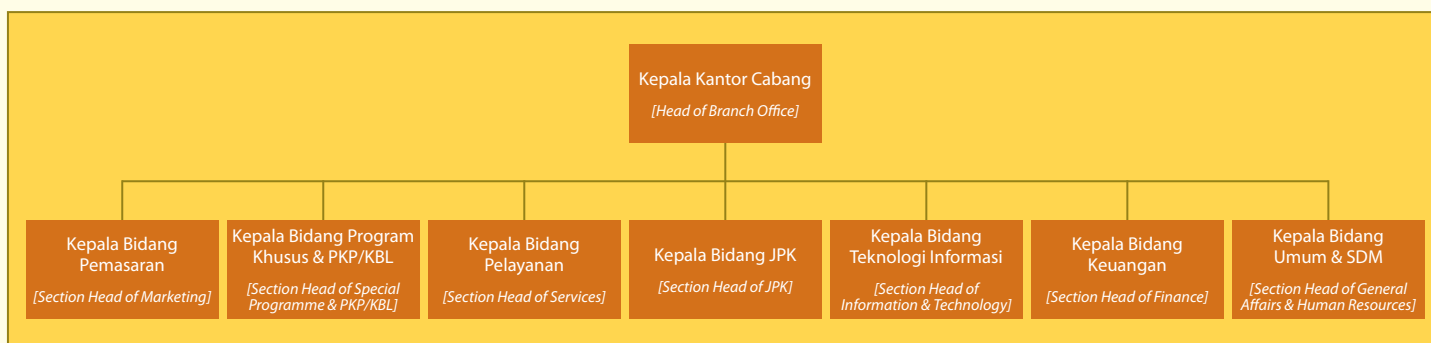 Kepala Kantor Cabang
[Head of Branch Office]
Kepala Bidang
Pemasaran
[Section Head of Marketing]
Kepala Bidang Program
Khusus & PKP/KBL
[Section Head of Special
Programme & PKP/KBL]
Kepala Bidang
Pelayanan
[Section Head of Services]
Kepala Bidang JPK
[Section Head of JPK]
Kepala Bidang
Teknologi Informasi
[Section Head of
Information & Technology]
Kepala Bidang
Keuangan
[Section Head of Finance]
Kepala Bidang
Umum & SDM
[Section Head of General
Affairs & Human Resources]